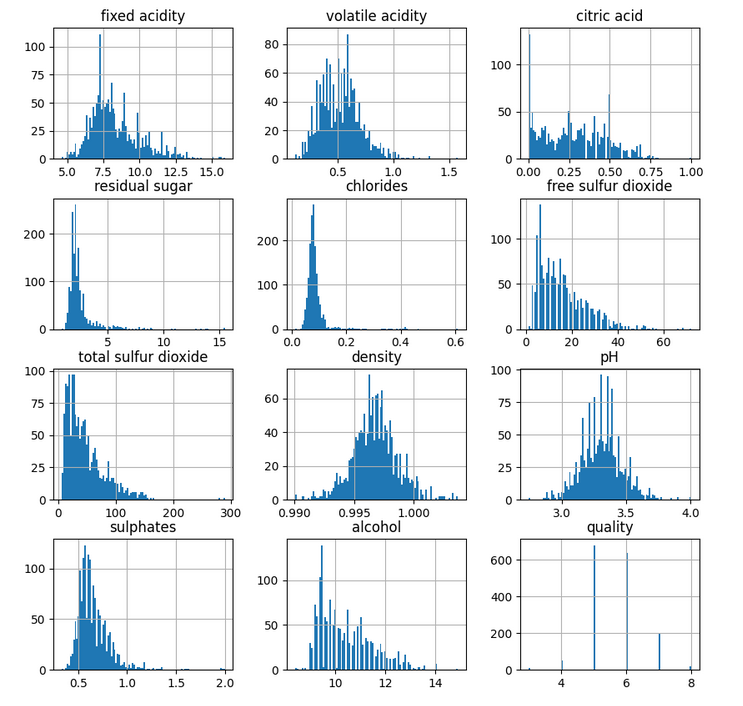 fixed acidity volatile acidity citric acid
100 75 50 25 0
80 60 40 20 0
100 50 0
5.0 7.5 10.0 12.5 15.0
0.5 1.0 1.5
0.00 0.25 0.50 0.75 1.00
residual sugar chlorides free sulfur dioxide
200 100 0
200 100 0
100 50 0
5 10 15
0.0 0.2 0.4 0.6
0 20 40 60
total sulfur dioxide density pH
100 75 50 25 0
60 40 20 0
100 75 50 25 0
0 100 200 300
0.990 0.995 1.000
3.0 3.5 4.0
sulphates alcohol quality
100 50 0
100 50 0
600 400 200 0
0.5 1.0 1.5 2.0
10 12 14
4 6 8